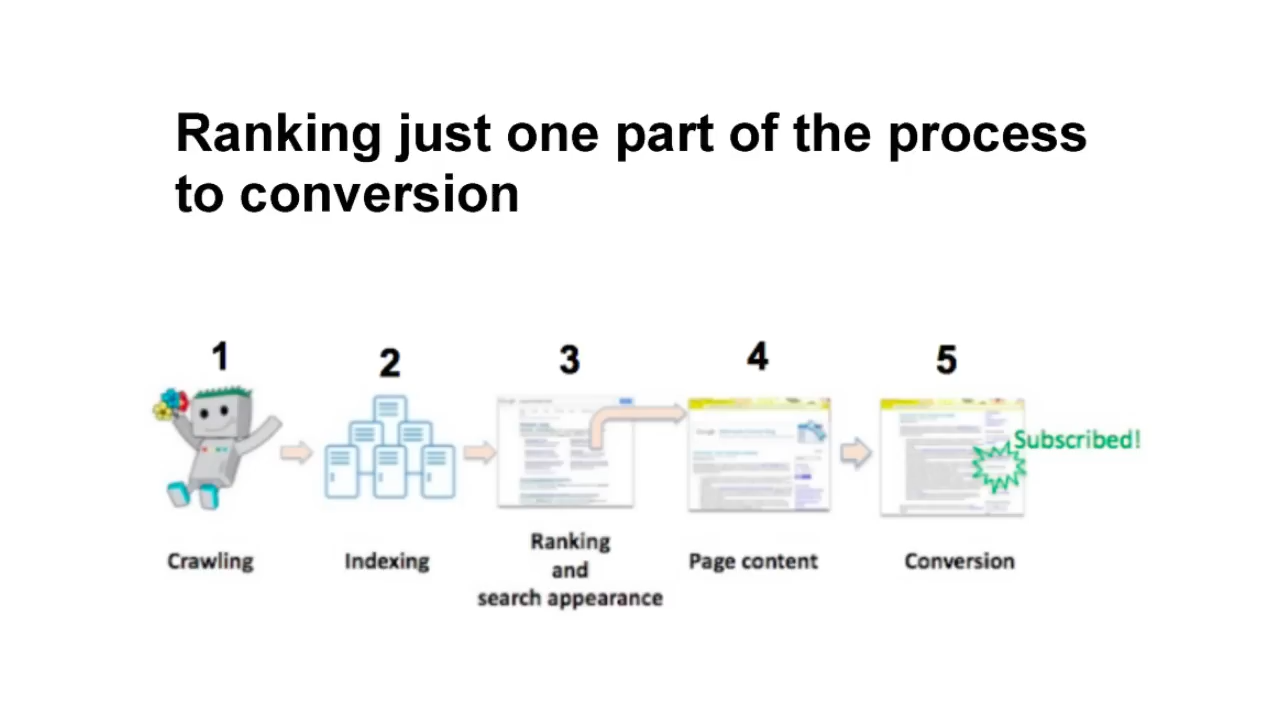 Ranking just one part of the process
to conversion
1
2
3
4
5
Subscribed!
Crawling
Indexing
Ranking
and
search appearance
Page content
Conversion